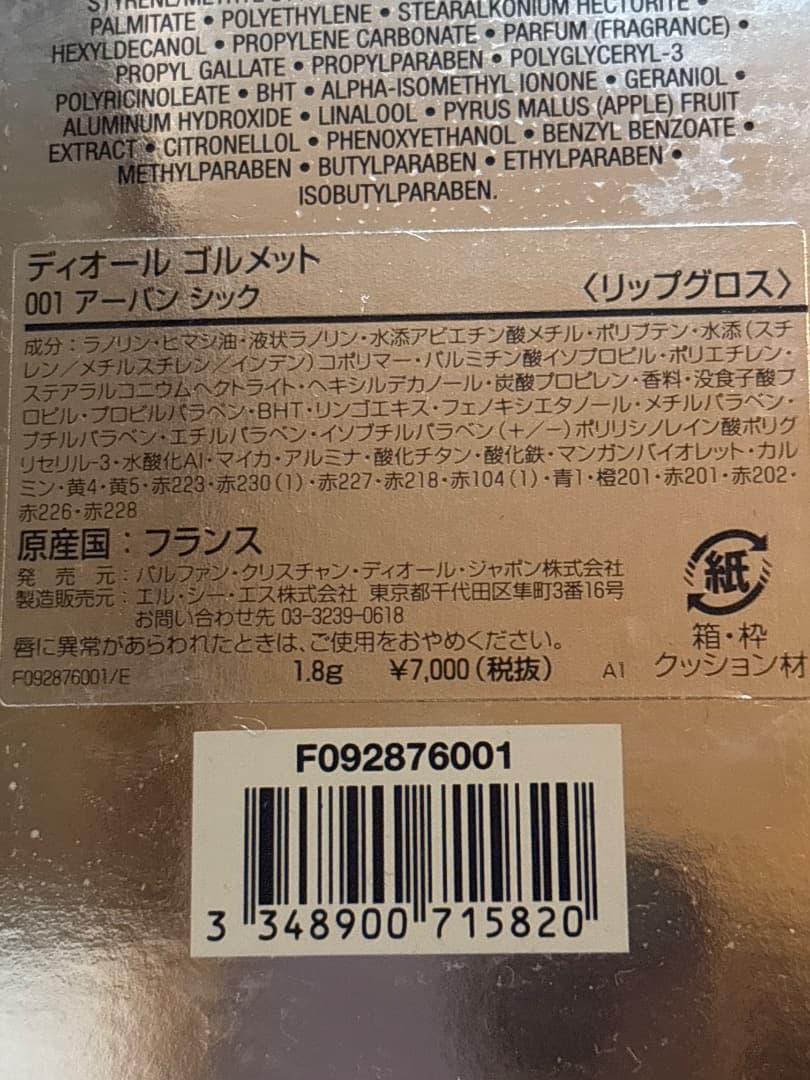 PALMITATE • POLYETHYLENE • STEARALKONIUM HECTORITE •
HEXYLDECANOL • PROPYLENE CARBONATE • PARFUM (FRAGRANCE) •
PROPYL GALLATE • PROPYLPARABEN • POLYGLYCERYL-3
POLYRICINOLEATE • BHT • ALPHA-ISOMETHYL IONONE • GERANIOL •
ALUMINUM HYDROXIDE • LINALOOL • PYRUS MALUS (APPLE) FRUIT
EXTRACT • CITRONELLOL • PHENOXYETHANOL • BENZYL BENZOATE •
METHYLPARABEN • BUTYLPARABEN • ETHYLPARABEN •
ISOBUTYLPARABEN.
ディオール ゴルメット
001 アーバン シック 〈リップグロス〉
成分：ラノリン・ヒマシ油・液状ラノリン・水添アビエチン酸メチル・ポリブテン・水添（スチ
レン／メチルスチレン／インデン）コポリマー・パルミチン酸イソプロピル・ポリエチレン・
ステアラルコニウムヘクトライト・ヘキシルデカノール・炭酸プロピレン・香料・没食子酸プ
ロピル・プロピルパラベン・BHT・リンゴエキス・フェノキシエタノール・メチルパラベン・
ブチルパラベン・エチルパラベン・イソブチルパラベン（+／−）ポリリシノレイン酸ポリグ
リセリル-3・水酸化Al・マイカ・アルミナ・酸化チタン・酸化鉄・マンガンバイオレット・カル
ミン・黄4・黄5・赤223・赤230（1）・赤227・赤218・赤104（1）・青1・橙201・赤201・赤202・
赤226・赤228
原産国：フランス
発売元：パルファン・クリスチャン・ディオール・ジャポン株式会社
製造販売元：エル・シー・エス株式会社 東京都千代田区隼町3番16号
お問い合わせ先 03-3239-0618
唇に異常があらわれたときは、ご使用をおやめください。
F092876001/E 1.8g ¥7,000（税抜） A1
紙
箱・枠
クッション材
F092876001
3 348900 715820